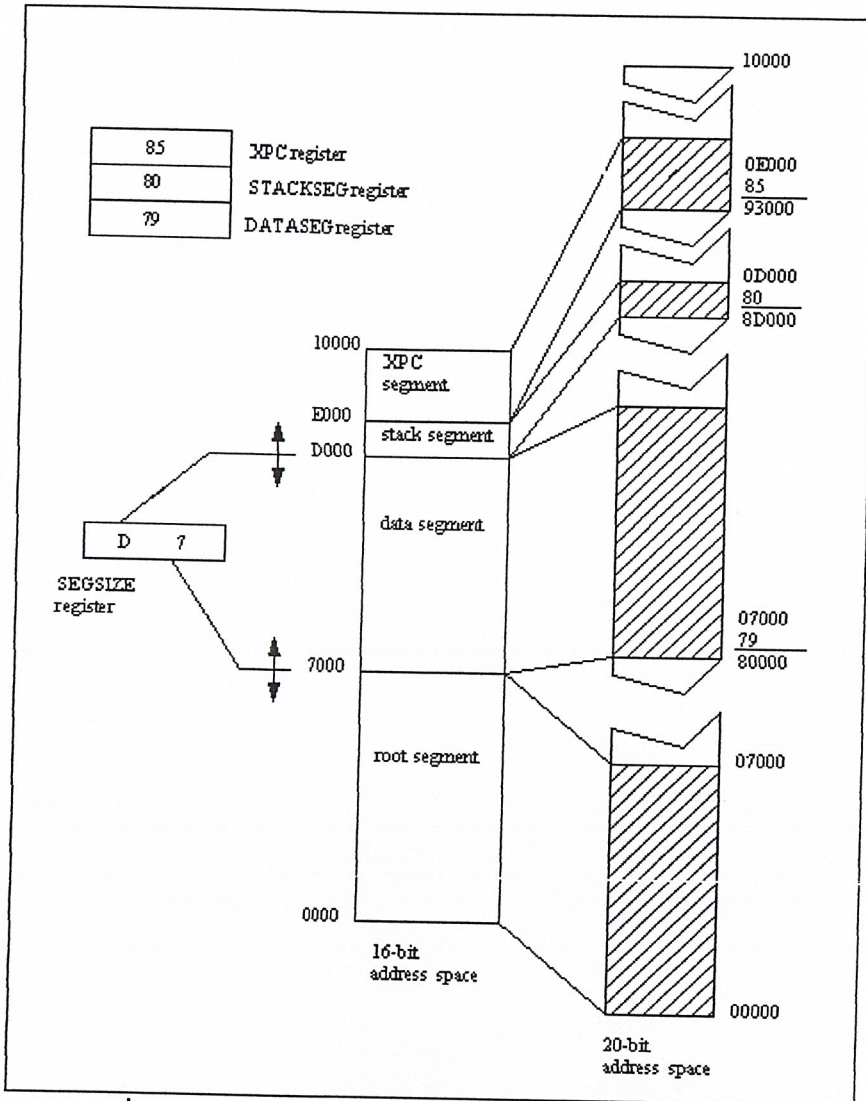 10000
85 XPC register
80 STACKSEG register
79 DATASEG register
0E000
85
93000
0D000
80
8D000
10000
XPC
segment
E000
stack segment
D000
data segment
D 7
SEGSIZE
register
07000
79
80000
7000
root segment
07000
0000
16-bit
address space
00000
20-bit
address space